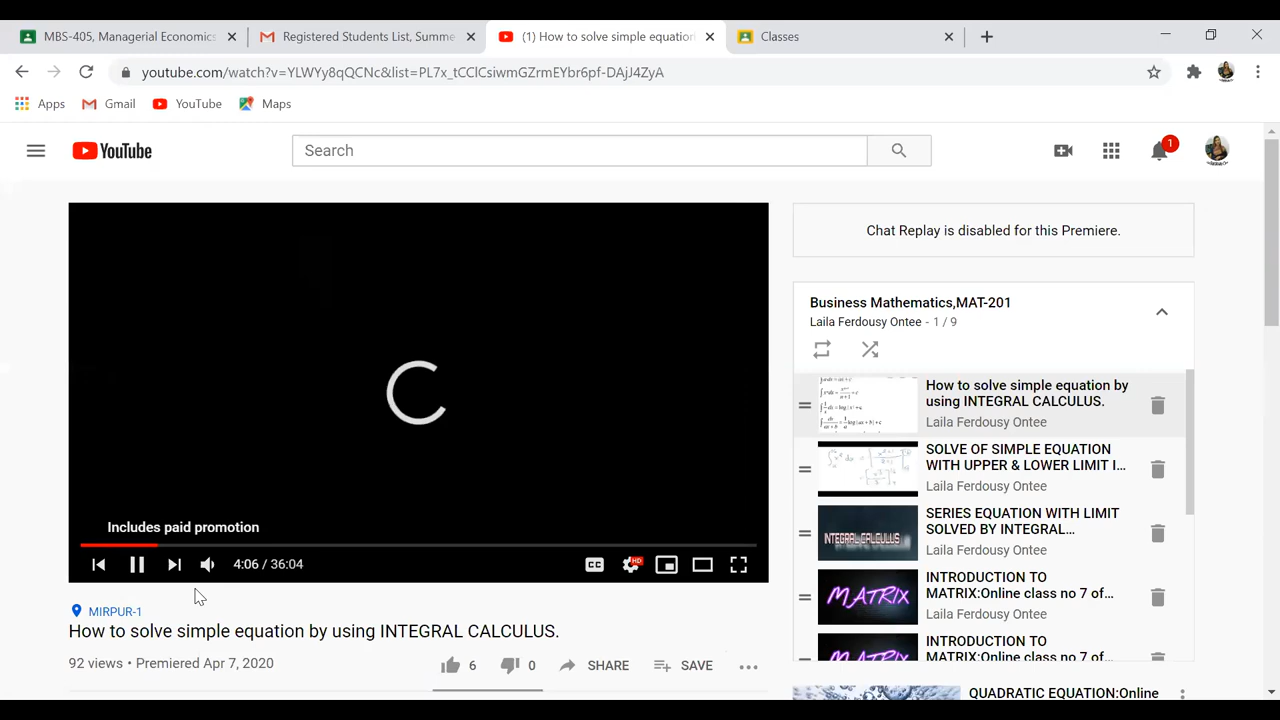 MBS-405, Managerial Economics
Registered Students List, Summe
(1) How to solve simple equation
Classes
youtube.com/watch?v=YLWYy8qQCNc&list=PL7x_tCClCsiwmGZrmEYbr6pf-DAjJ4ZyA
Apps
Gmail
YouTube
Maps
YouTube
Search
1
Includes paid promotion
4:06 / 36:04
CC
HD
MIRPUR-1
How to solve simple equation by using INTEGRAL CALCULUS.
92 views • Premiered Apr 7, 2020
6
0
SHARE
SAVE
Chat Replay is disabled for this Premiere.
Business Mathematics,MAT-201
Laila Ferdousy Ontee - 1 / 9
How to solve simple equation by
using INTEGRAL CALCULUS.
Laila Ferdousy Ontee
SOLVE OF SIMPLE EQUATION
WITH UPPER & LOWER LIMIT I...
Laila Ferdousy Ontee
INTEGRAL CALCULUS
SERIES EQUATION WITH LIMIT
SOLVED BY INTEGRAL...
Laila Ferdousy Ontee
MATRIX
INTRODUCTION TO
MATRIX:Online class no 7 of...
Laila Ferdousy Ontee
MATRIX
INTRODUCTION TO
MATRIX:Online class no 7 of...
QUADRATIC EQUATION:Online